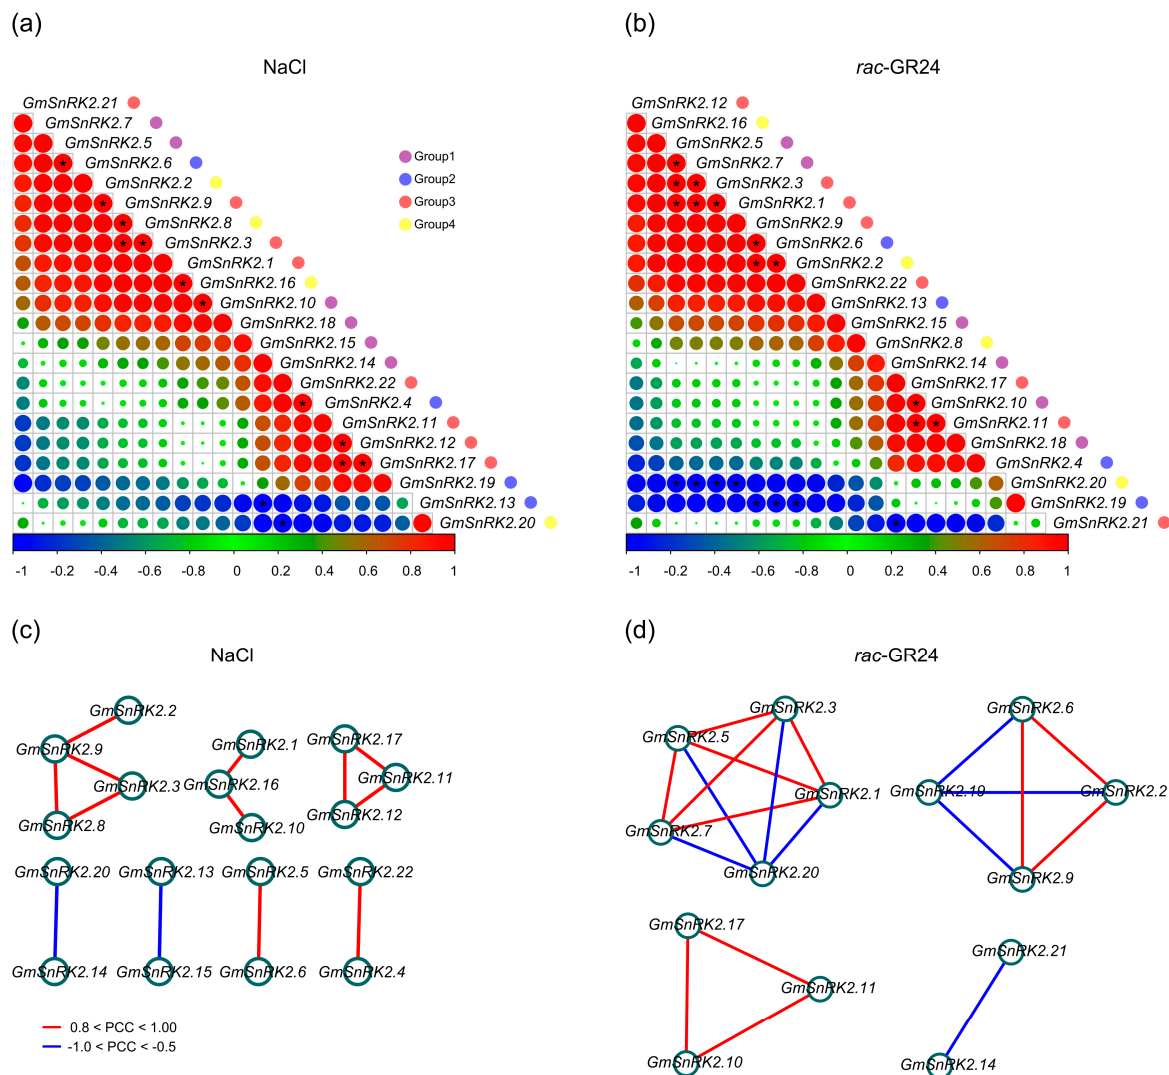 (a)
NaCl
GmSnRK2.21
GmSnRK2.7
GmSnRK2.5
GmSnRK2.6
GmSnRK2.2
GmSnRK2.9
GmSnRK2.8
GmSnRK2.3
GmSnRK2.1
GmSnRK2.16
GmSnRK2.10
GmSnRK2.18
GmSnRK2.15
GmSnRK2.14
GmSnRK2.22
GmSnRK2.4
GmSnRK2.11
GmSnRK2.12
GmSnRK2.17
GmSnRK2.19
GmSnRK2.13
GmSnRK2.20
Group1
Group2
Group3
Group4
-1 -0.8 -0.6 -0.4 -0.2 0 0.2 0.4 0.6 0.8 1
(b)
rac-GR24
GmSnRK2.12
GmSnRK2.16
GmSnRK2.5
GmSnRK2.7
GmSnRK2.3
GmSnRK2.1
GmSnRK2.9
GmSnRK2.6
GmSnRK2.2
GmSnRK2.22
GmSnRK2.13
GmSnRK2.15
GmSnRK2.8
GmSnRK2.14
GmSnRK2.17
GmSnRK2.10
GmSnRK2.11
GmSnRK2.18
GmSnRK2.4
GmSnRK2.20
GmSnRK2.19
GmSnRK2.21
-1 -0.2 -0.4 -0.6 -0.8 0 0.2 0.4 0.6 0.8 1
(c)
NaCl
GmSnRK2.2
GmSnRK2.9
GmSnRK2.3
GmSnRK2.8
GmSnRK2.1
GmSnRK2.16
GmSnRK2.10
GmSnRK2.17
GmSnRK2.11
GmSnRK2.12
GmSnRK2.20 GmSnRK2.13 GmSnRK2.5 GmSnRK2.22
GmSnRK2.14 GmSnRK2.15 GmSnRK2.6 GmSnRK2.4
0.8 < PCC < 1.00
-1.0 < PCC < -0.5
(d)
rac-GR24
GmSnRK2.3
GmSnRK2.5
GmSnRK2.1
GmSnRK2.7
GmSnRK2.20
GmSnRK2.6
GmSnRK2.19
GmSnRK2.2
GmSnRK2.9
GmSnRK2.17
GmSnRK2.11
GmSnRK2.10
GmSnRK2.21
GmSnRK2.14